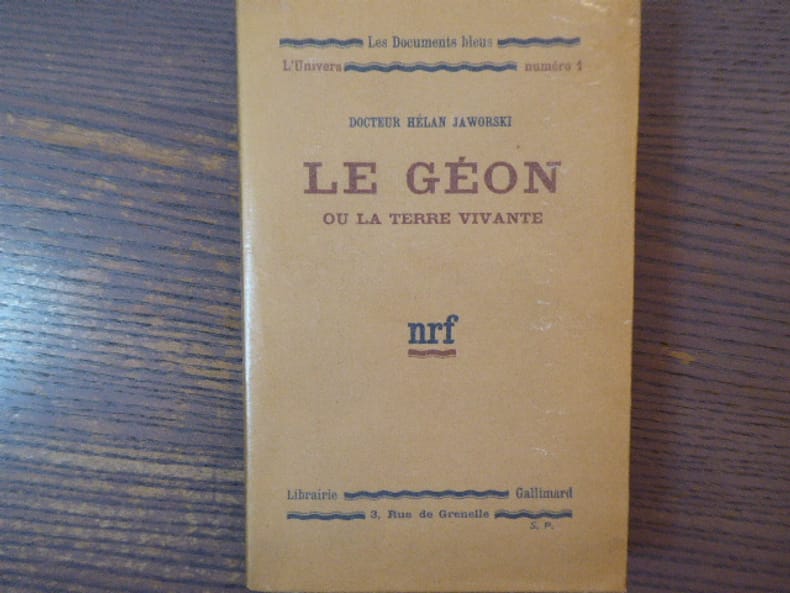 Les Documents bleus
L'Univers numéro 1
DOCTEUR HÉLAN JAWORSKI
LE GÉON
OU LA TERRE VIVANTE
nrf
Librairie Gallimard
3, Rue de Grenelle
S. P.